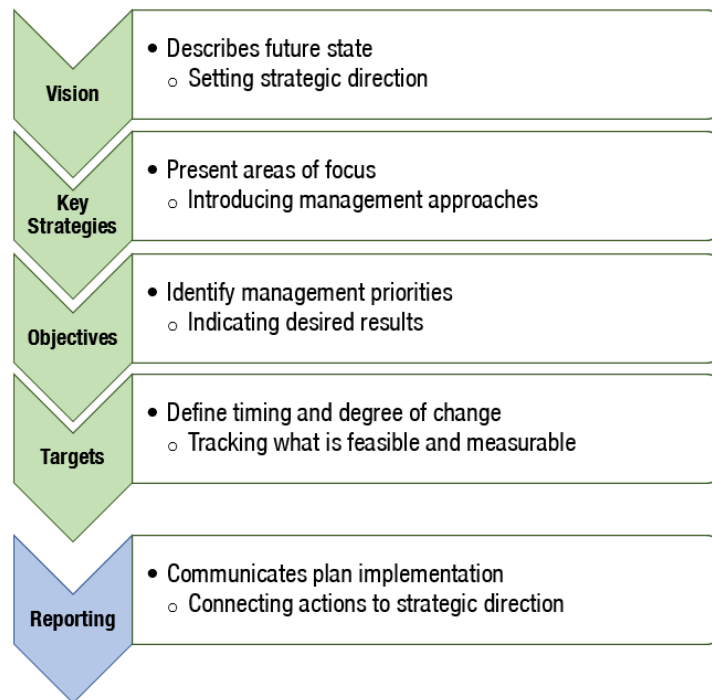 Vision
• Describes future state
o Setting strategic direction
Key
Strategies
• Present areas of focus
o Introducing management approaches
Objectives
• Identify management priorities
o Indicating desired results
Targets
• Define timing and degree of change
o Tracking what is feasible and measurable
Reporting
• Communicates plan implementation
o Connecting actions to strategic direction